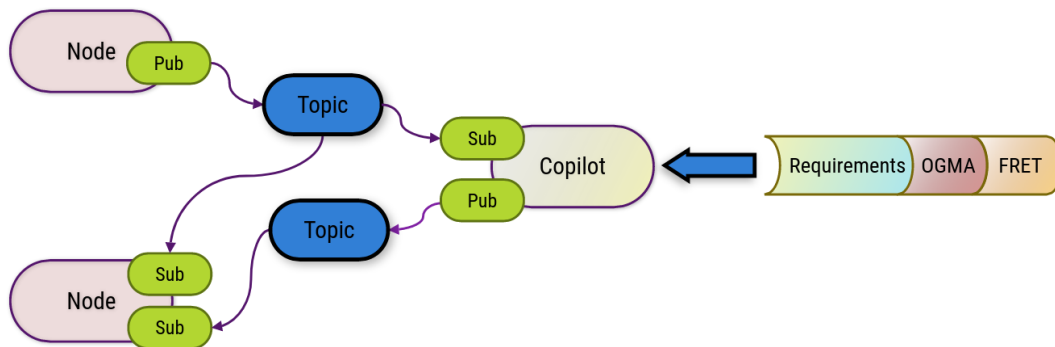 Node
Pub
Topic
Sub
Copilot
Requirements
OGMA
FRET
Pub
Topic
Sub
Node
Sub